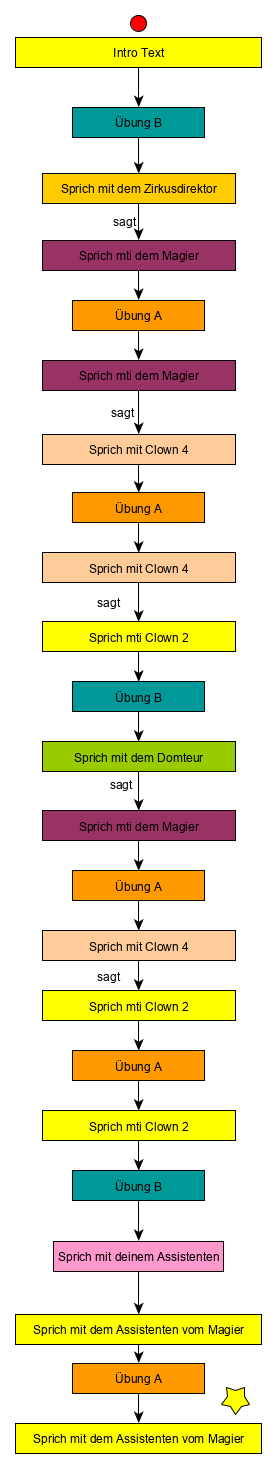 Intro Text
Übung B
Sprich mit dem Zirkusdirektor
sagt
Sprich mti dem Magier
Übung A
Sprich mti dem Magier
sagt
Sprich mit Clown 4
Übung A
Sprich mit Clown 4
sagt
Sprich mti Clown 2
Übung B
Sprich mit dem Domteur
sagt
Sprich mti dem Magier
Übung A
Sprich mit Clown 4
sagt
Sprich mti Clown 2
Übung A
Sprich mti Clown 2
Übung B
Sprich mit deinem Assistenten
Sprich mit dem Assistenten vom Magier
Übung A
Sprich mit dem Assistenten vom Magier